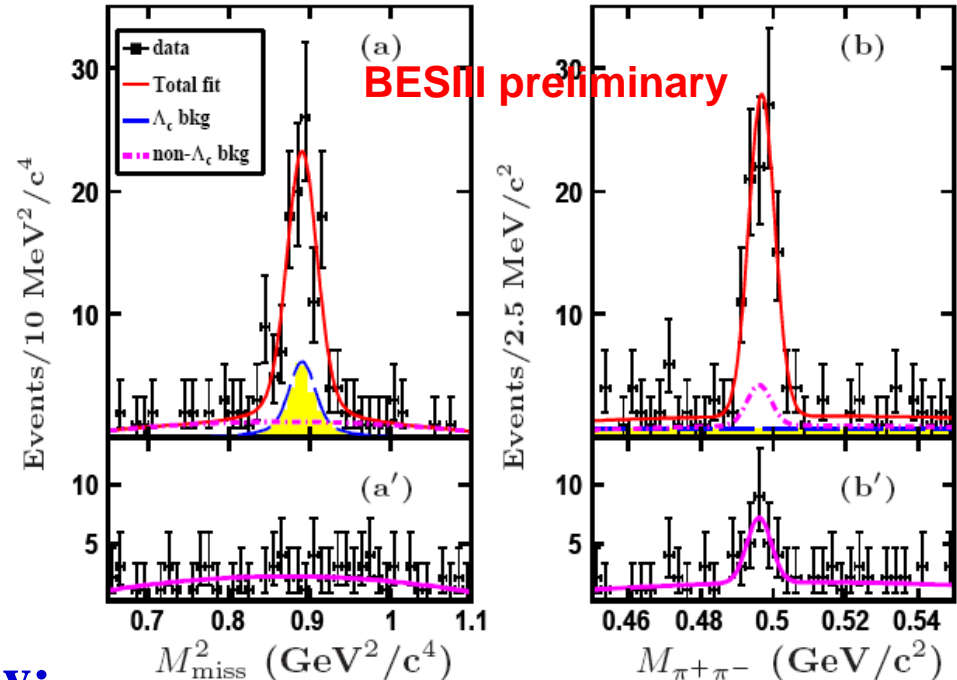 (a)
(b)
BESIII preliminary
data
Total fit
Λc bkg
non-Λc bkg
30
20
10
Events/10 MeV²/c⁴
30
20
10
Events/2.5 MeV/c²
(a′)
(b′)
10
5
10
5
0.7 0.8 0.9 1 1.1
0.46 0.48 0.5 0.52 0.54
M²miss (GeV²/c⁴)
Mπ+π− (GeV/c²)